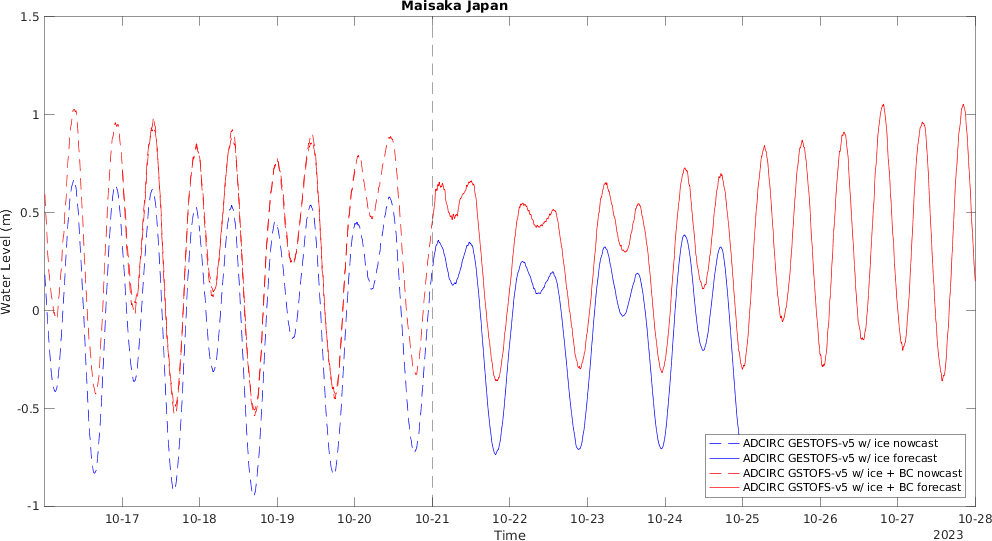 Maisaka Japan
1.5
1
0.5
0
-0.5
-1
Water Level (m)
ADCIRC GESTOFS-v5 w/ ice nowcast
ADCIRC GESTOFS-v5 w/ ice forecast
ADCIRC GSTOFS-v5 w/ ice + BC nowcast
ADCIRC GSTOFS-v5 w/ ice + BC forecast
10-17 10-18 10-19 10-20 10-21 10-22 10-23 10-24 10-25 10-26 10-27 10-28
2023
Time